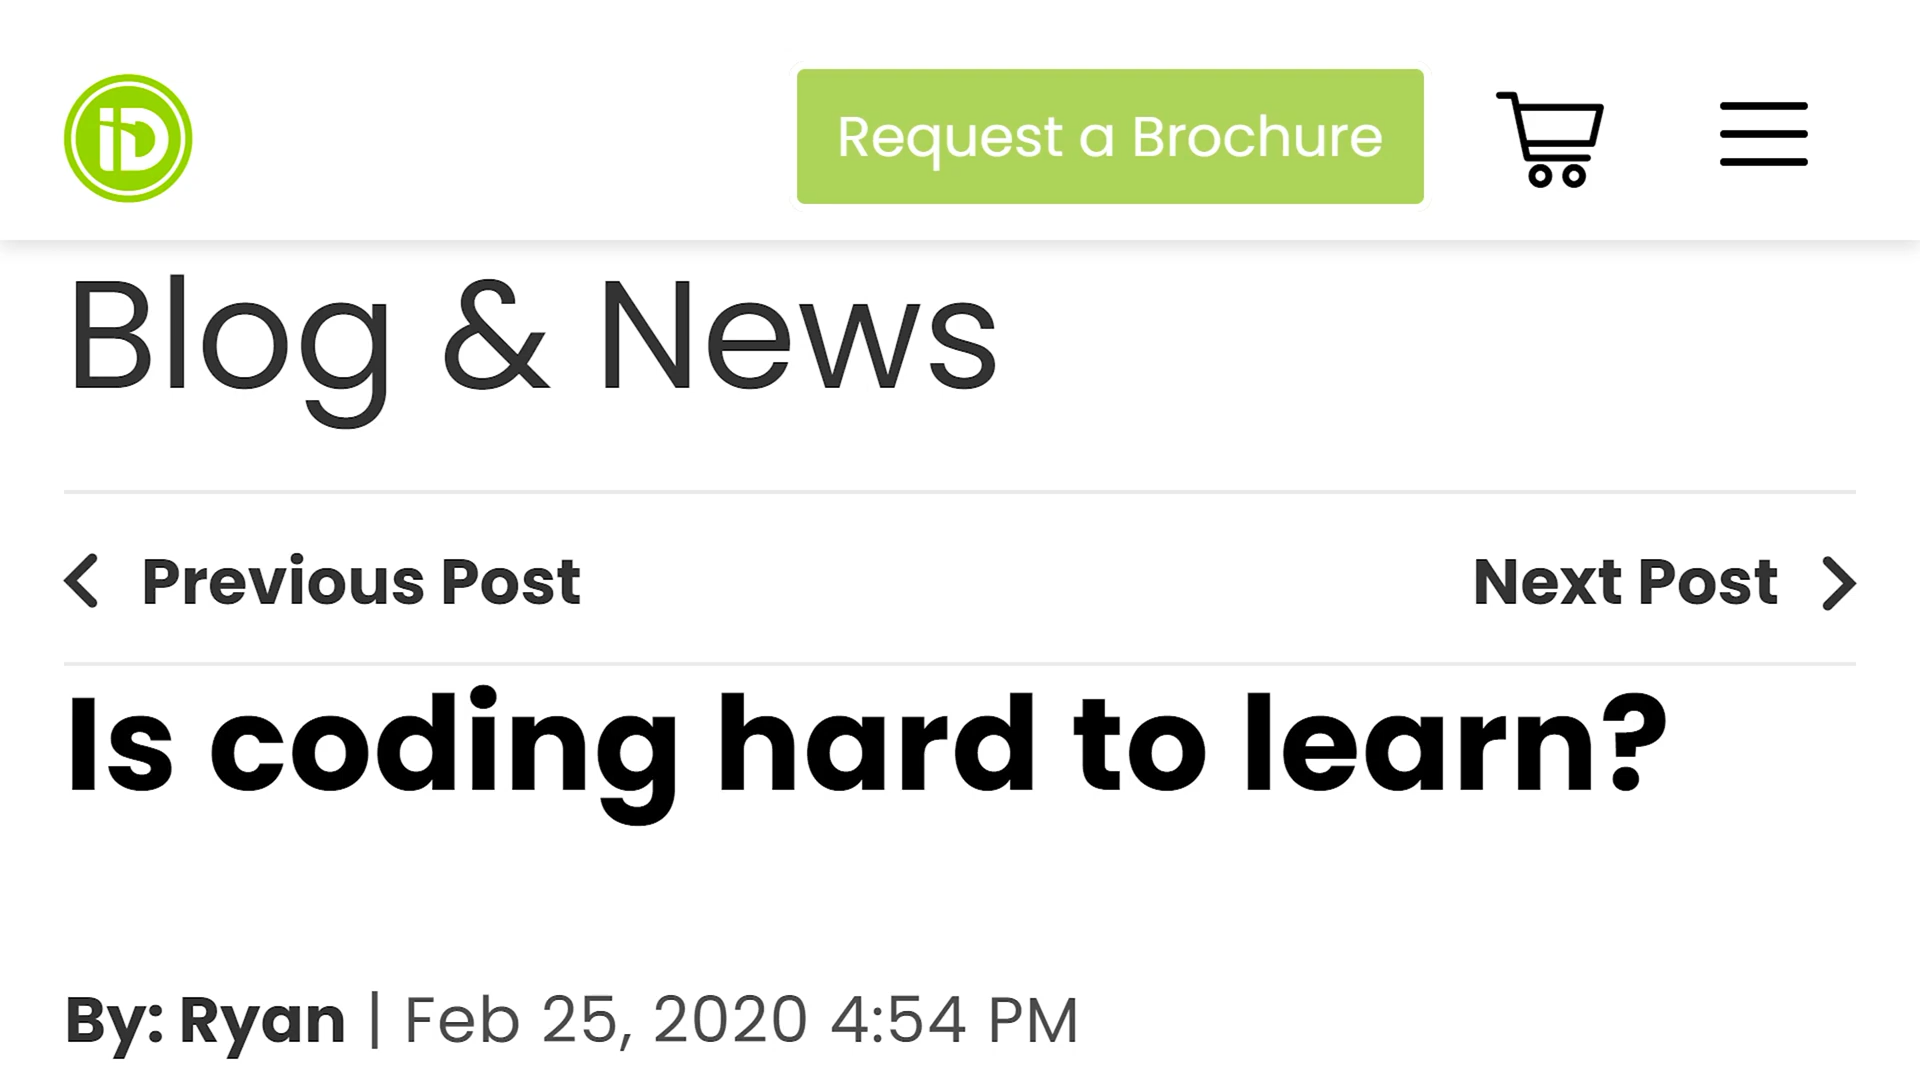 iD
Request a Brochure
Blog & News
Previous Post
Next Post
Is coding hard to learn?
By: Ryan | Feb 25, 2020 4:54 PM